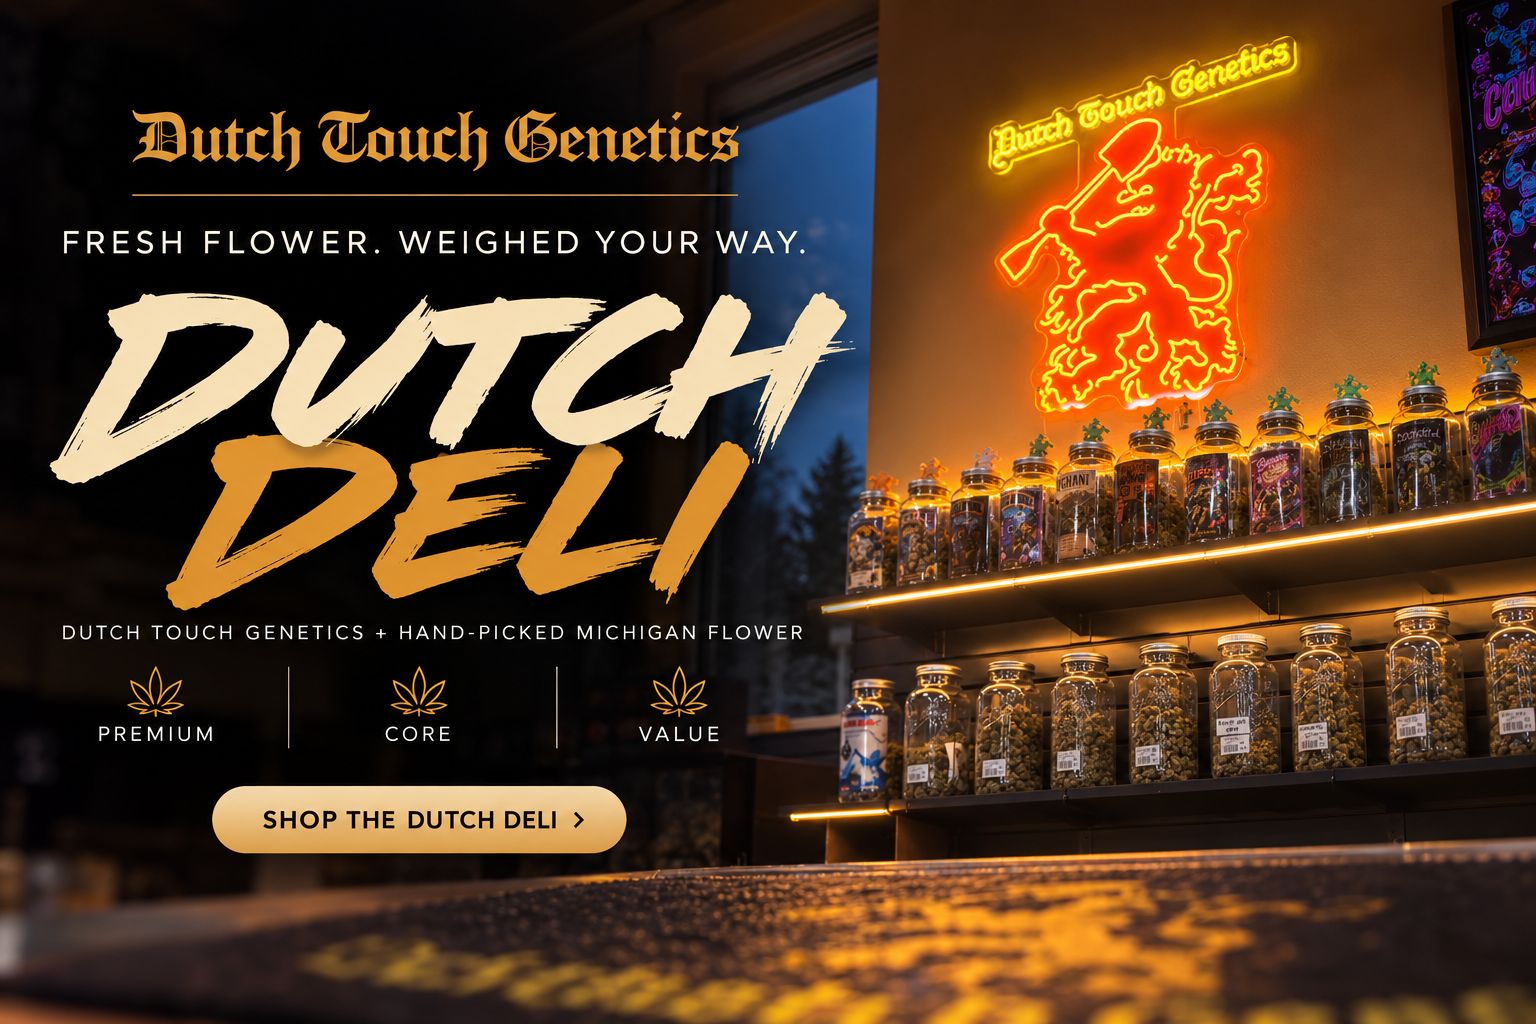 Dutch Touch Genetics
FRESH FLOWER. WEIGHED YOUR WAY.
DUTCH
DELI
DUTCH TOUCH GENETICS + HAND-PICKED MICHIGAN FLOWER
PREMIUM
CORE
VALUE
SHOP THE DUTCH DELI >
Dutch Touch Genetics